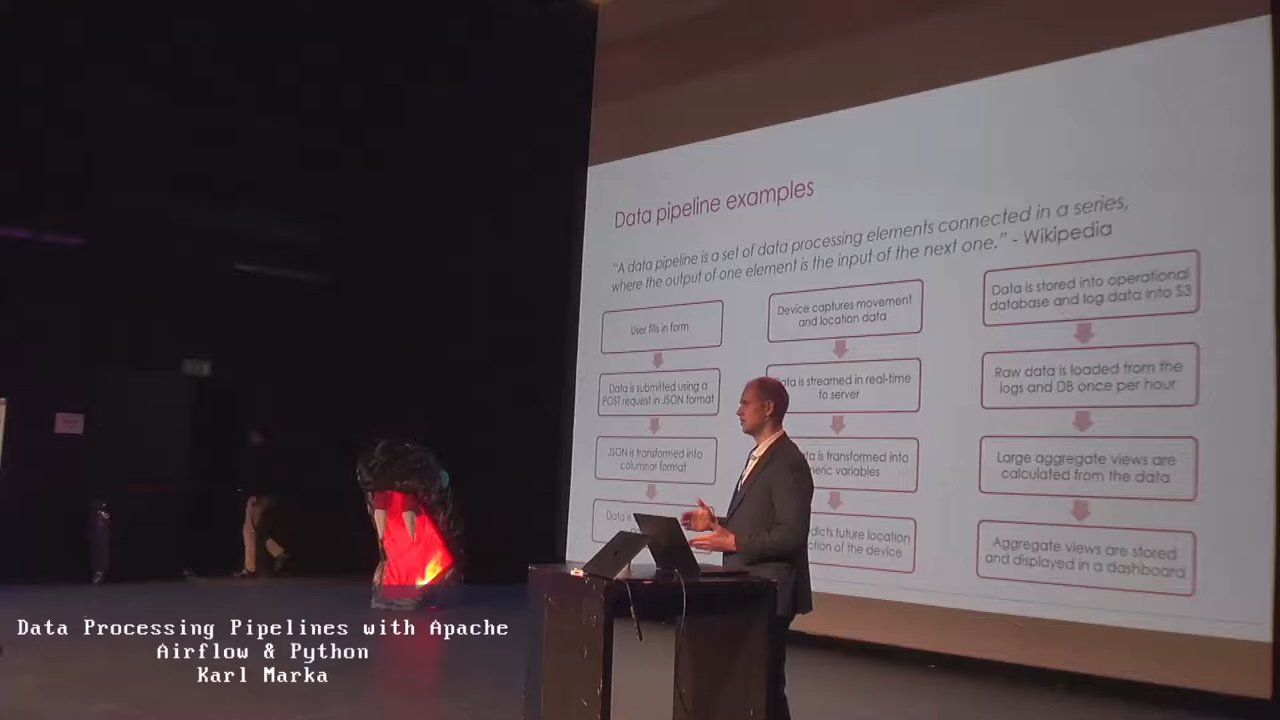 Data pipeline examples
"A data pipeline is a set of data processing elements connected in a series,
where the output of one element is the input of the next one." - Wikipedia
User fills in form
Data is submitted using a
POST request in JSON format
JSON is transformed into
columnar format
Data is
Device captures movement
and location data
is streamed in real-time
to server
is transformed into
variables
future location
of the device
Data is stored into operational
database and log data into S3
Raw data is loaded from the
logs and DB once per hour
Large aggregate views are
calculated from the data
Aggregate views are stored
and displayed in a dashboard
Data Processing Pipelines with Apache
Airflow & Python
Karl Marka